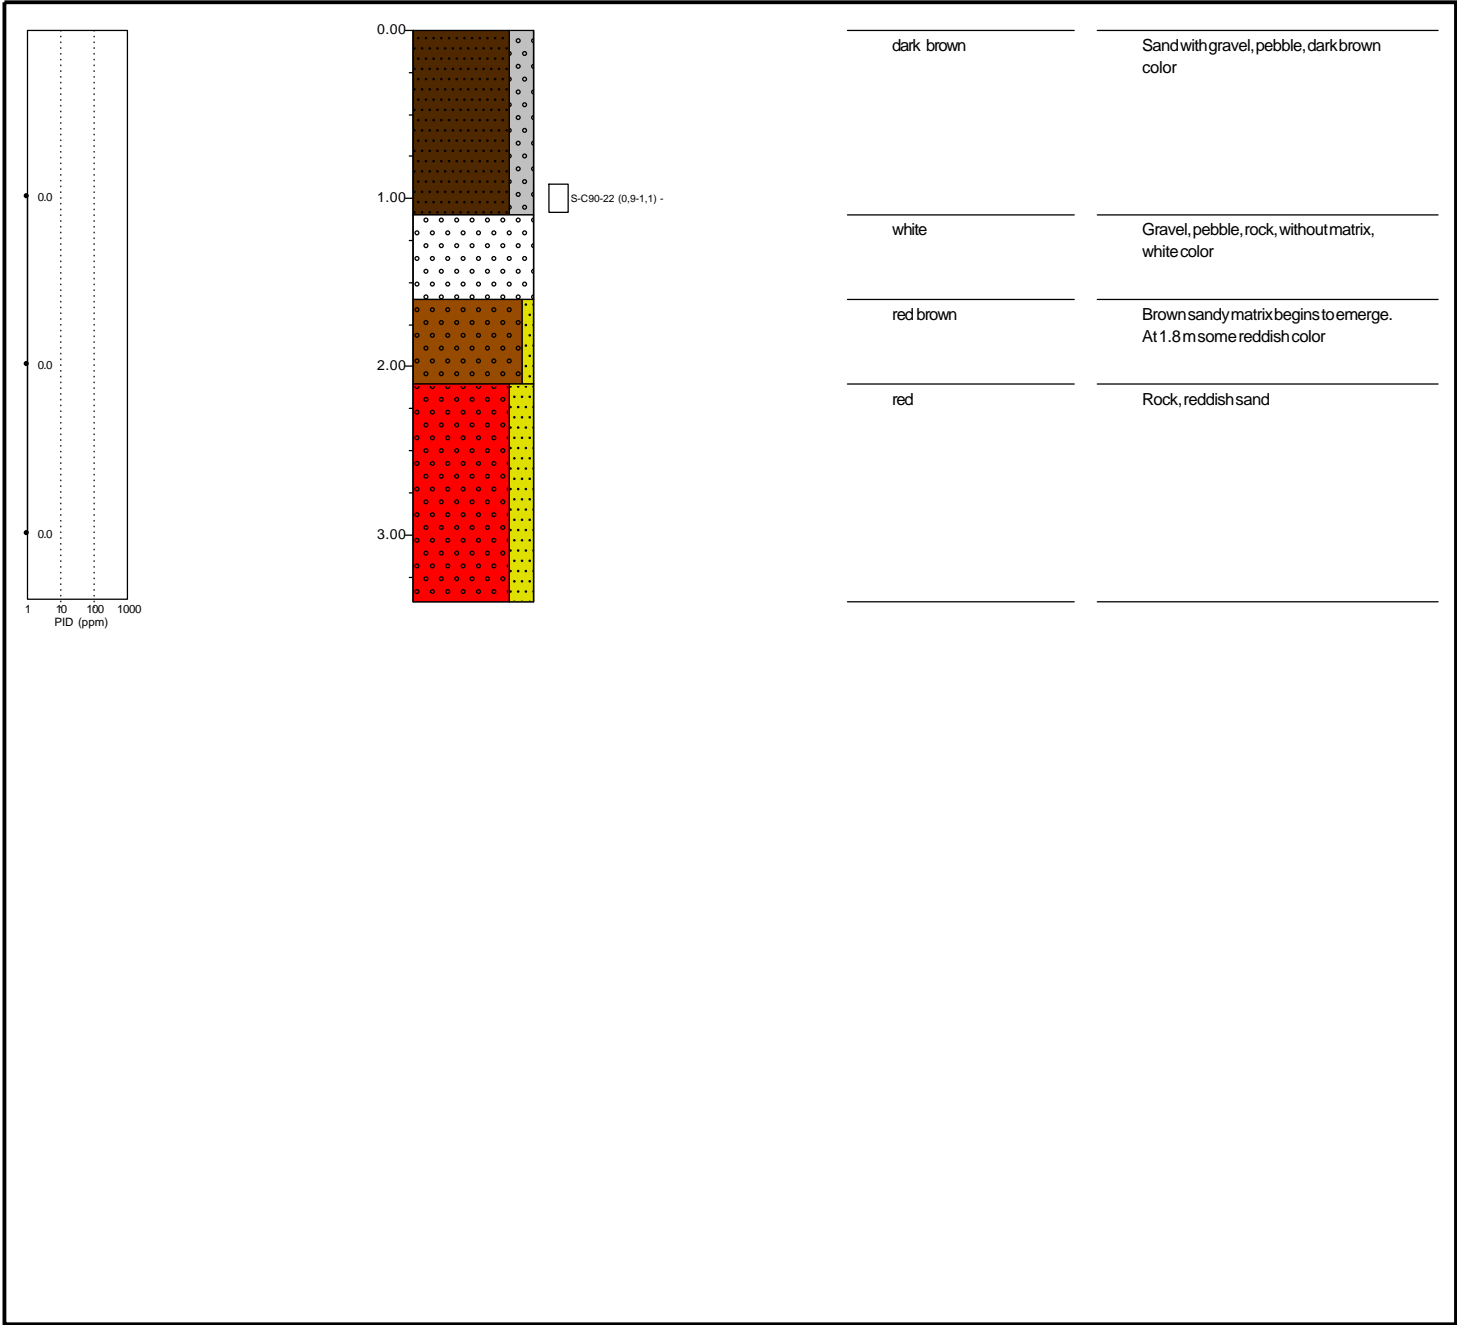 0.00
dark brown
Sand with gravel, pebble, dark brown
color
0.0
1.00
S-C90-22 (0,9-1,1) -
white
Gravel, pebble, rock, without matrix,
white color
red brown
Brown sandy matrix begins to emerge.
At 1.8 m some reddish color
0.0
2.00
red
Rock, reddish sand
0.0
3.00
1 10 100 1000
PID (ppm)